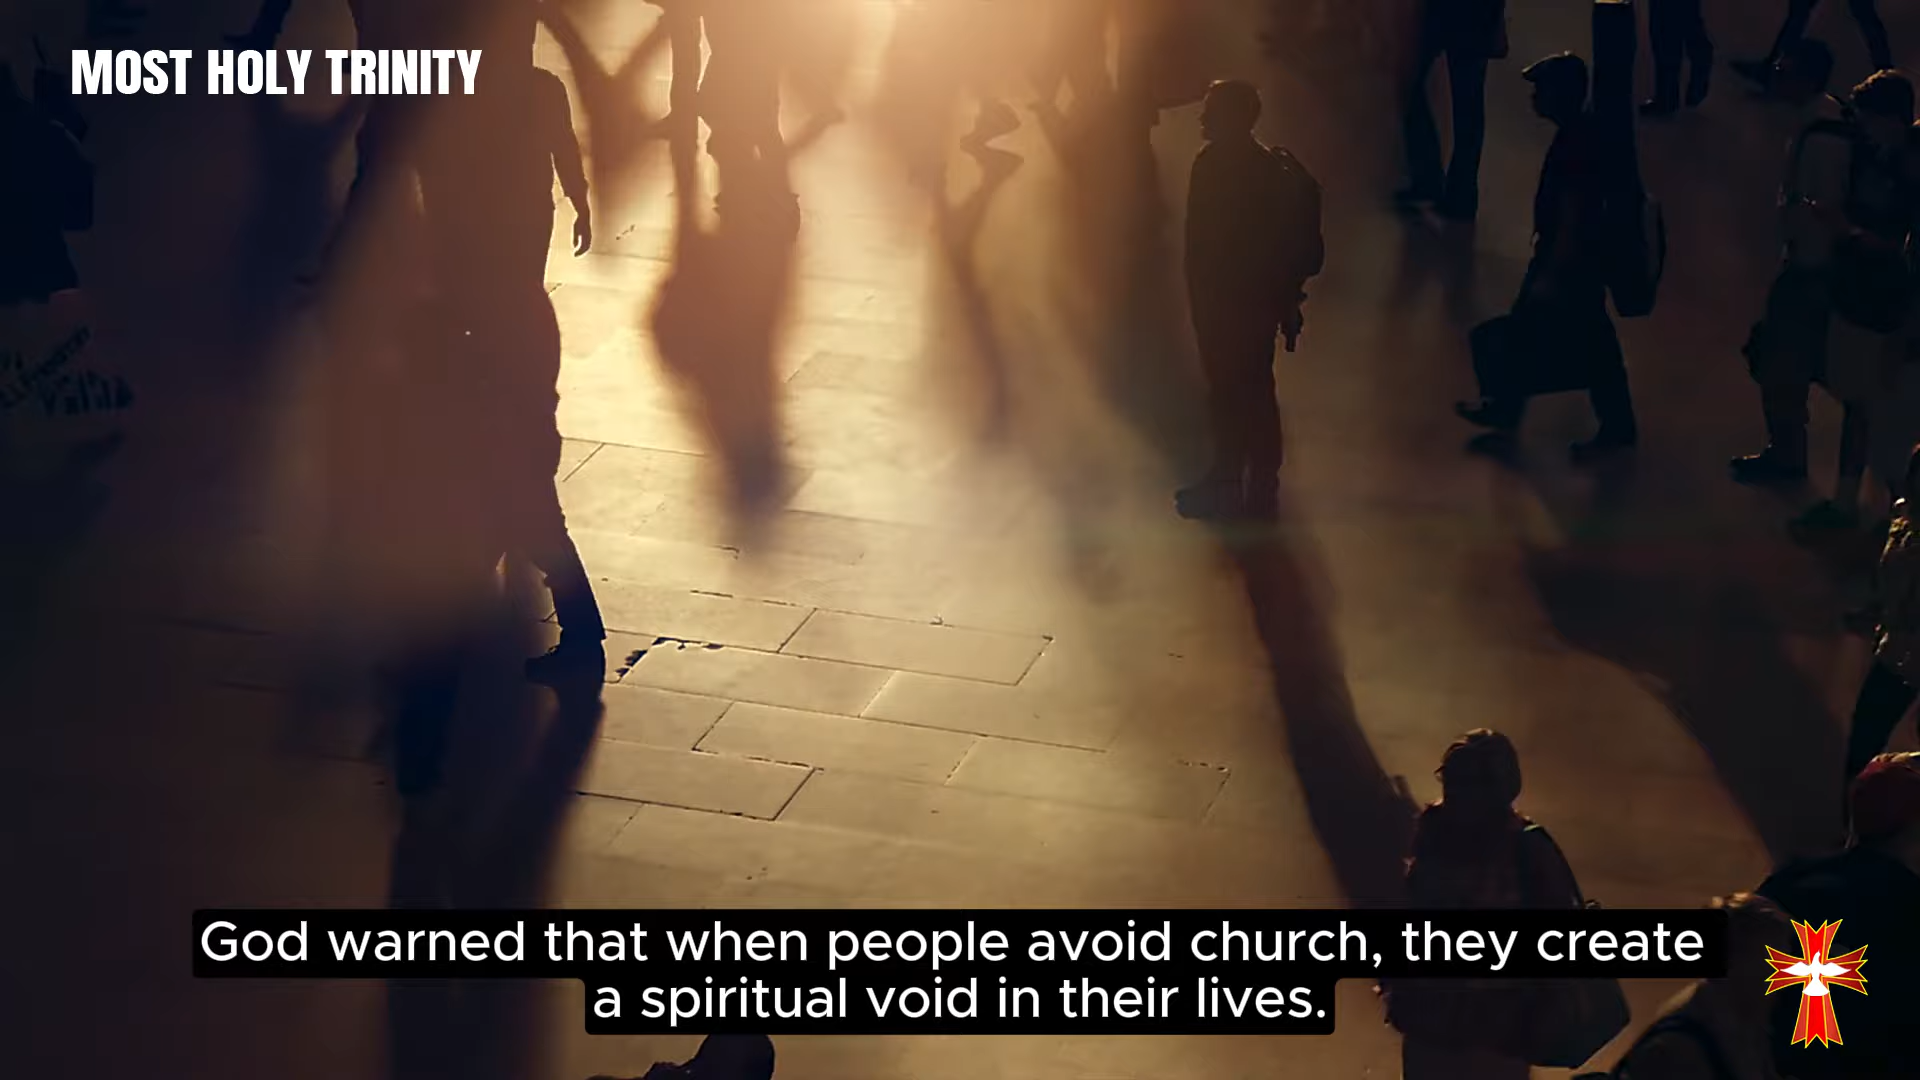 MOST HOLY TRINITY
God warned that when people avoid church, they create
a spiritual void in their lives.